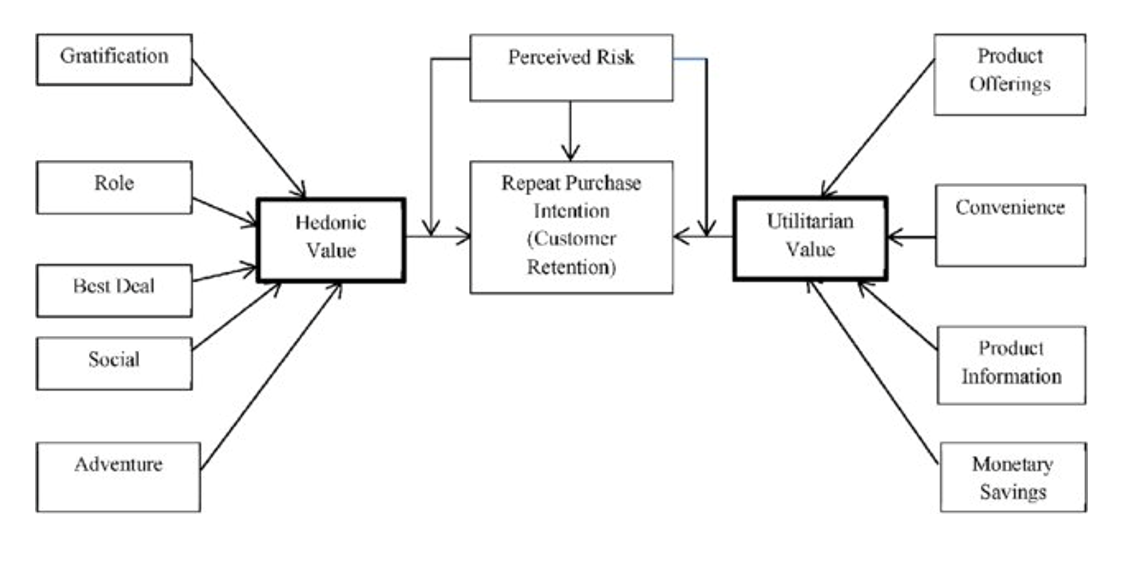 Gratification
Role
Best Deal
Social
Adventure
Hedonic
Value
Perceived Risk
Repeat Purchase
Intention
(Customer
Retention)
Utilitarian
Value
Product
Offerings
Convenience
Product
Information
Monetary
Savings